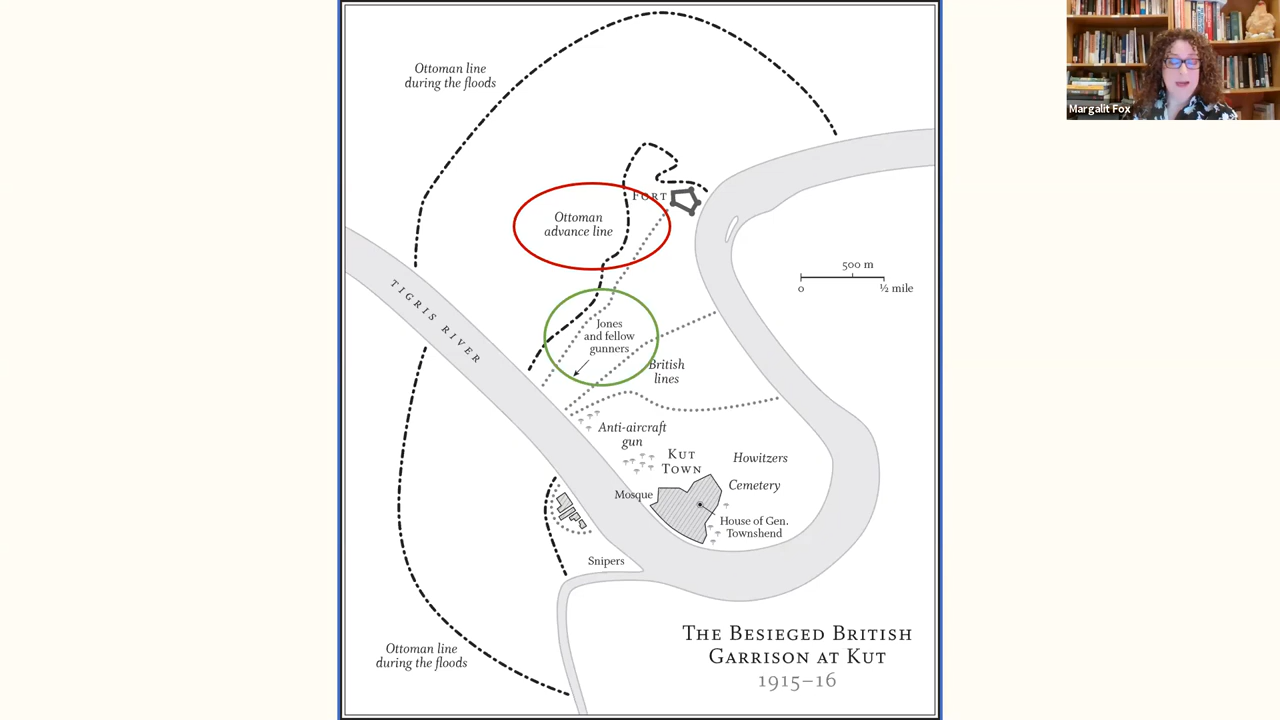 Ottoman line
during the floods
Margalit Fox
FORT
Ottoman
advance line
500 m
0 ½ mile
TIGRIS RIVER
Jones
and fellow
gunners
British
lines
Anti-aircraft
gun
KUT
TOWN
Howitzers
Cemetery
Mosque
House of Gen.
Townshend
Snipers
Ottoman line
during the floods
THE BESIEGED BRITISH
GARRISON AT KUT
1915–16